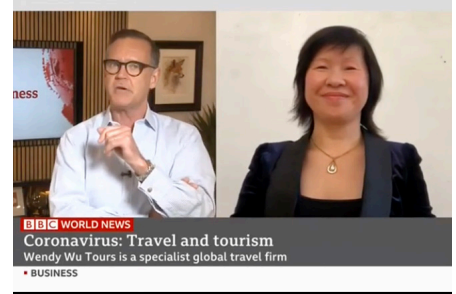 ness
BBC WORLD NEWS
Coronavirus: Travel and tourism
Wendy Wu Tours is a specialist global travel firm
BUSINESS